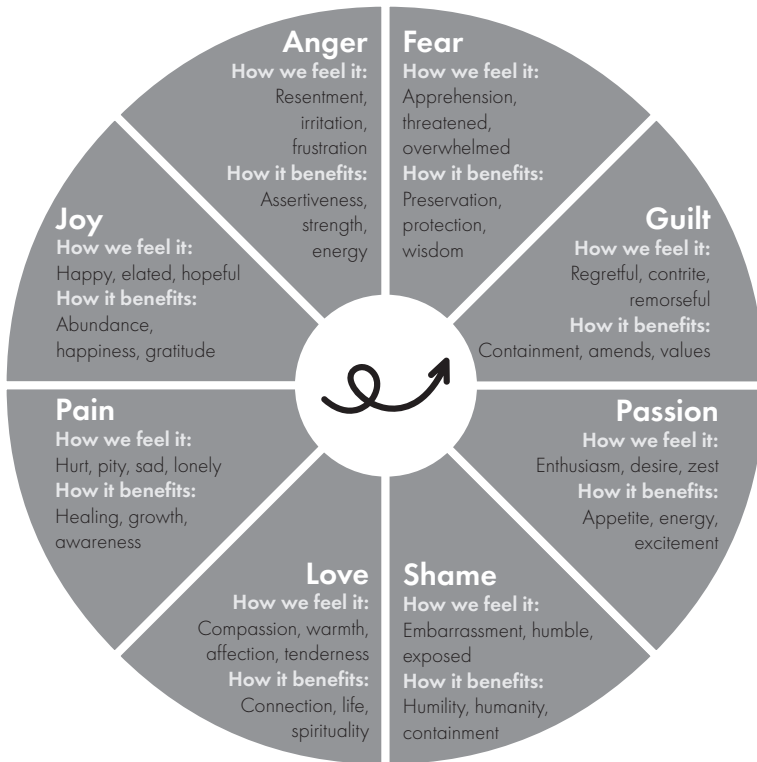 Anger
How we feel it:
Resentment,
irritation,
frustration
How it benefits:
Assertiveness,
strength,
energy
Fear
How we feel it:
Apprehension,
threatened,
overwhelmed
How it benefits:
Preservation,
protection,
wisdom
Guilt
How we feel it:
Regretful, contrite,
remorseful
How it benefits:
Containment, amends, values
Passion
How we feel it:
Enthusiasm, desire, zest
How it benefits:
Appetite, energy,
excitement
Shame
How we feel it:
Embarrassment, humble,
exposed
How it benefits:
Humility, humanity,
containment
Love
How we feel it:
Compassion, warmth,
affection, tenderness
How it benefits:
Connection, life,
spirituality
Pain
How we feel it:
Hurt, pity, sad, lonely
How it benefits:
Healing, growth,
awareness
Joy
How we feel it:
Happy, elated, hopeful
How it benefits:
Abundance,
happiness, gratitude